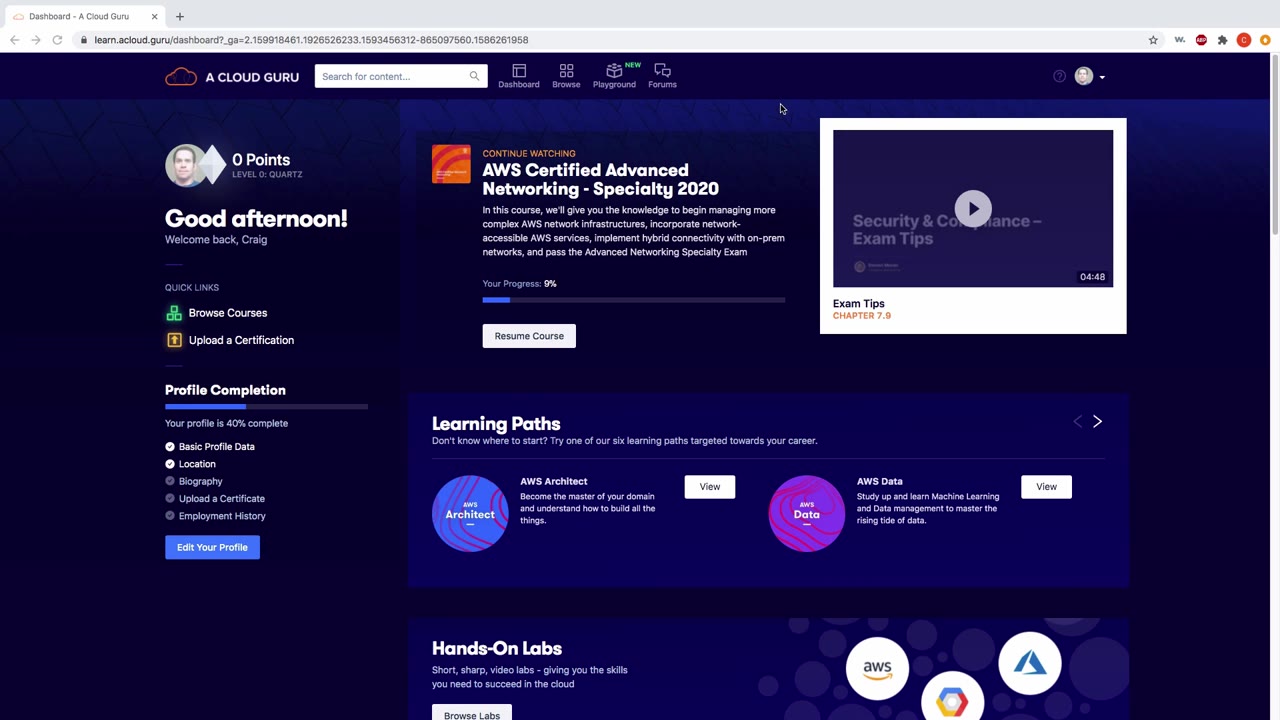 Dashboard - A Cloud Guru
learn.acloud.guru/dashboard?_ga=2.159918461.1926526233.1593456312-865097560.1586261958
W.
ABP
C
A CLOUD GURU
Search for content...
Dashboard
Browse
NEW
Playground
Forums
0 Points
LEVEL 0: QUARTZ
Good afternoon!
Welcome back, Craig
QUICK LINKS
Browse Courses
Upload a Certification
Profile Completion
Your profile is 40% complete
Basic Profile Data
Location
Biography
Upload a Certificate
Employment History
Edit Your Profile
CONTINUE WATCHING
AWS Certified Advanced
Networking - Specialty 2020
In this course, we'll give you the knowledge to begin managing more
complex AWS network infrastructures, incorporate network-
accessible AWS services, implement hybrid connectivity with on-prem
networks, and pass the Advanced Networking Specialty Exam
Your Progress: 9%
Resume Course
Security & Compliance –
Exam Tips
04:48
Exam Tips
CHAPTER 7.9
Learning Paths
Don't know where to start? Try one of our six learning paths targeted towards your career.
AWS
Architect
AWS Architect
Become the master of your domain
and understand how to build all the
things.
View
AWS
Data
AWS Data
Study up and learn Machine Learning
and Data management to master the
rising tide of data.
View
Hands-On Labs
Short, sharp, video labs - giving you the skills
you need to succeed in the cloud
Browse Labs
aws